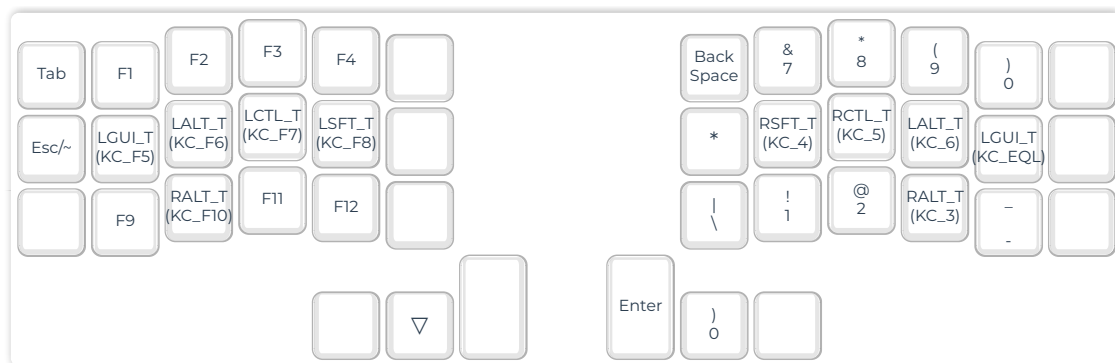 Tab
F1
F2
F3
F4
Back
Space
&
7
*
8
(
9
)
0
Esc/~
LGUI_T
(KC_F5)
LALT_T
(KC_F6)
LCTL_T
(KC_F7)
LSFT_T
(KC_F8)
*
RSFT_T
(KC_4)
RCTL_T
(KC_5)
LALT_T
(KC_6)
LGUI_T
(KC_EQL)
F9
RALT_T
(KC_F10)
F11
F12
|
\
!
1
@
2
RALT_T
(KC_3)
_
-
▽
Enter
)
0